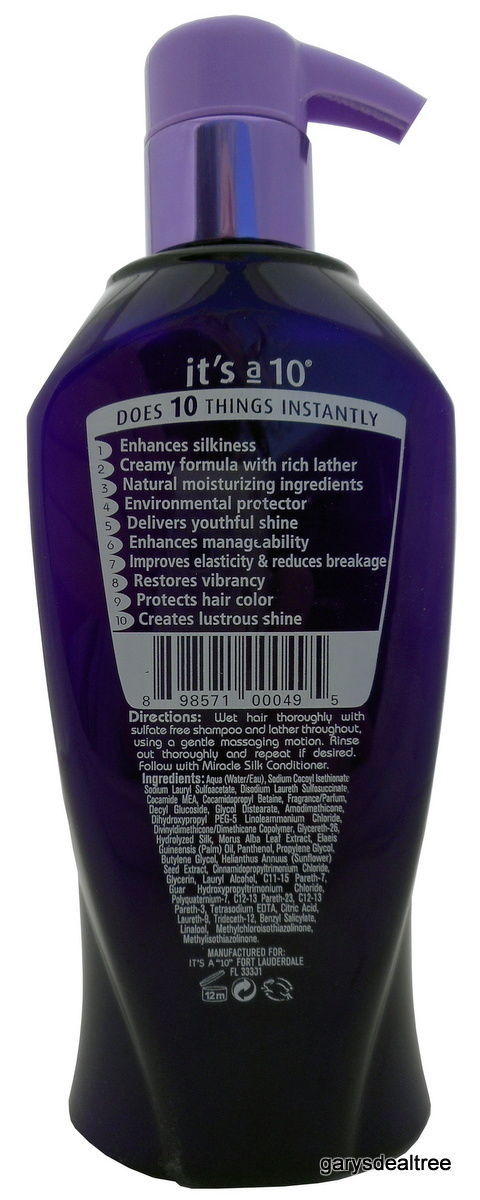 it's a 10®
DOES 10 THINGS INSTANTLY
1 Enhances silkiness
2 Creamy formula with rich lather
3 Natural moisturizing ingredients
4 Environmental protector
5 Delivers youthful shine
6 Enhances manageability
7 Improves elasticity & reduces breakage
8 Restores vibrancy
9 Protects hair color
10 Creates lustrous shine
8 98571 00049 5
Directions: Wet hair thoroughly with
sulfate free shampoo and lather throughout,
using a gentle massaging motion. Rinse
out thoroughly and repeat if desired.
Follow with Miracle Silk Conditioner.
Ingredients: Aqua (Water/Eau), Sodium Cocoyl Isethionate
Sodium Lauryl Sulfoacetate, Disodium Laureth Sulfosuccinate,
Cocamide MEA, Cocamidopropyl Betaine, Fragrance/Parfum,
Decyl Glucoside, Glycol Distearate, Amodimethicone,
Dihydroxypropyl PEG-5 Linoleammonium Chloride,
Divinyldimethicone/Dimethicone Copolymer, Glycereth-26,
Hydrolyzed Silk, Morus Alba Leaf Extract, Elaeis
Guineensis (Palm) Oil, Panthenol, Propylene Glycol,
Butylene Glycol, Helianthus Annuus (Sunflower)
Seed Extract, Cinnamidopropyltrimonium Chloride,
Glycerin, Lauryl Alcohol, C11-15 Pareth-7,
Guar Hydroxypropyltrimonium Chloride,
Polyquaternium-7, C12-13 Pareth-23, C12-13
Pareth-3, Tetrasodium EDTA, Citric Acid,
Laureth-9, Trideceth-12, Benzyl Salicylate,
Linalool, Methylchloroisothiazolinone,
Methylisothiazolinone.
MANUFACTURED FOR:
IT'S A "10" FORT LAUDERDALE
FL 33331
12m
garysdealtree